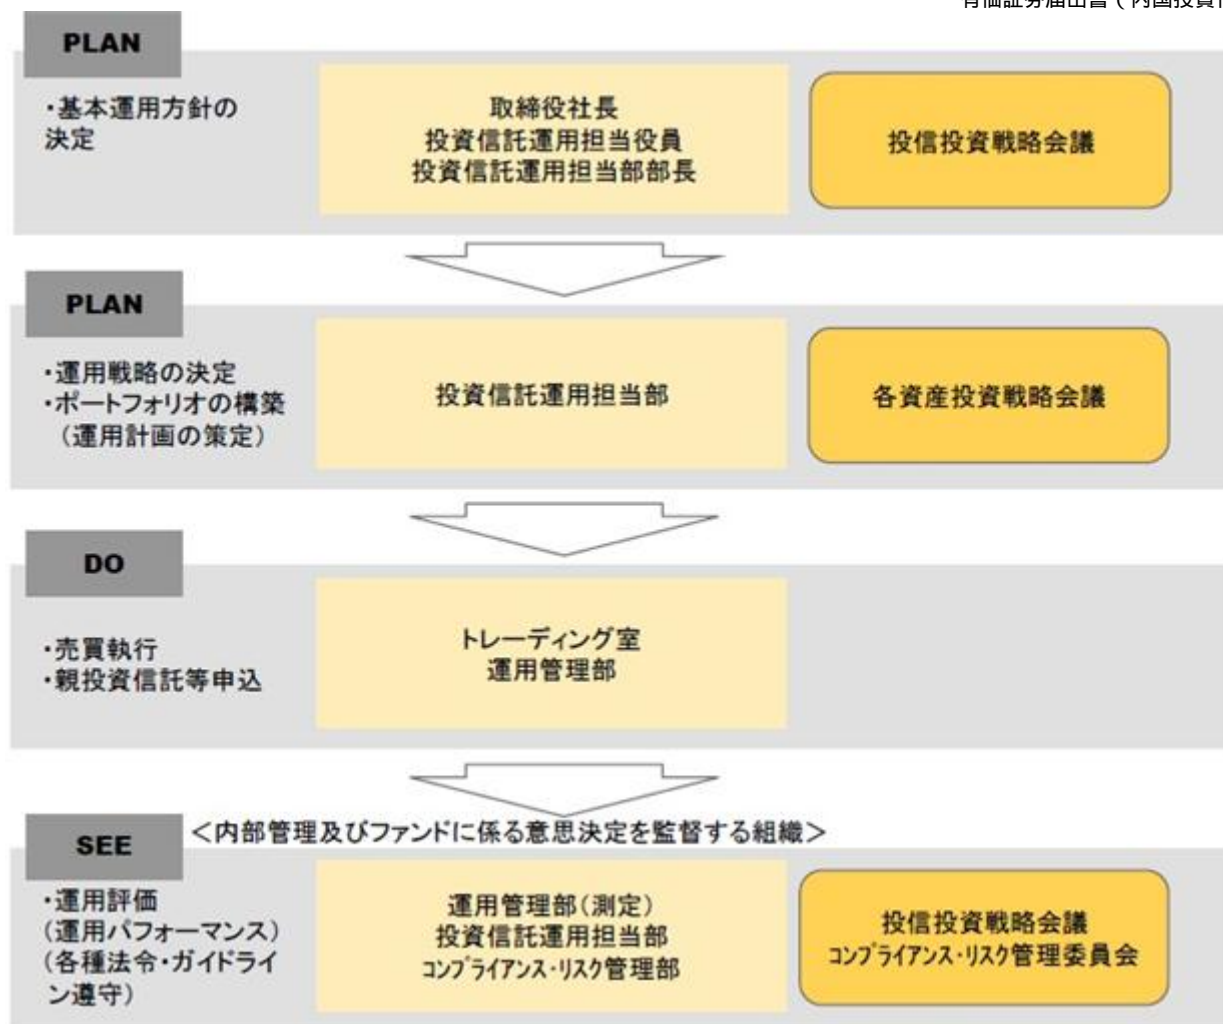 有価証券届出書(内国投資信
PLAN
・基本運用方針の
決定
取締役社長
投資信託運用担当役員
投資信託運用担当部部長
投信投資戦略会議
PLAN
・運用戦略の決定
・ポートフォリオの構築
(運用計画の策定)
投資信託運用担当部
各資産投資戦略会議
DO
・売買執行
・親投資信託等申込
トレーディング室
運用管理部
SEE
<内部管理及びファンドに係る意思決定を監督する組織>
・運用評価
(運用パフォーマンス)
(各種法令・ガイドライ
ン遵守)
運用管理部(測定)
投資信託運用担当部
コンプライアンス・リスク管理部
投信投資戦略会議
コンプライアンス・リスク管理委員会